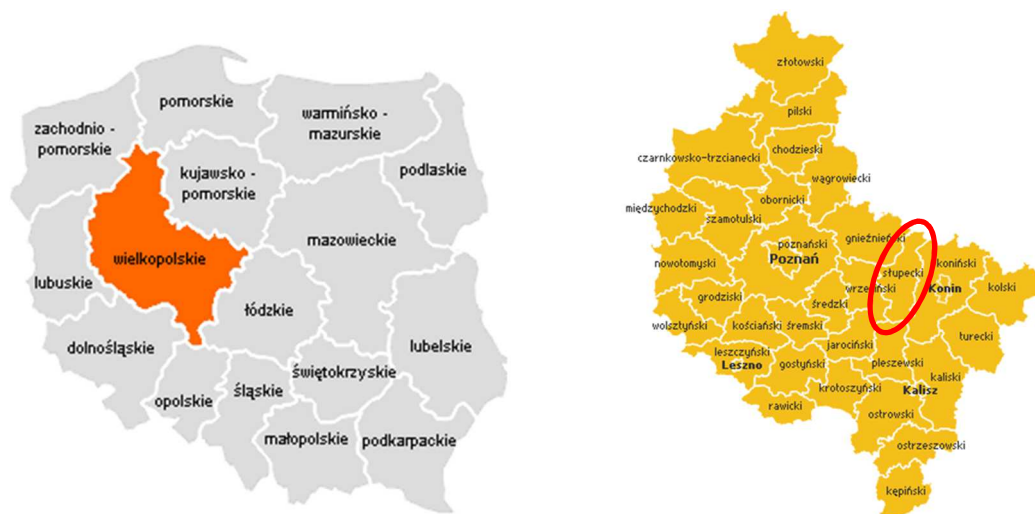 pomorskie
warmińsko -
mazurskie
zachodnio -
pomorskie
podlaskie
kujawsko -
pomorskie
mazowieckie
wielkopolskie
lubuskie
łódzkie
dolnośląskie
lubelskie
świętokrzyskie
śląskie
opolskie
małopolskie
podkarpackie
złotowski
pilski
chodzieski
czarnkowsko-trzcianecki
wągrowiecki
obornicki
międzychodzki
szamotulski
gnieźnieński
poznański
Poznań
nowotomyski
koniński
słupecki
wrzesiński
Konin
kolski
grodziski
średzki
wolsztyński
kościański
śremski
jarociński
turecki
leszczyński
Leszno
gostyński
pleszewski
kaliski
krotoszyński
Kalisz
rawicki
ostrowski
ostrzeszowski
kępiński